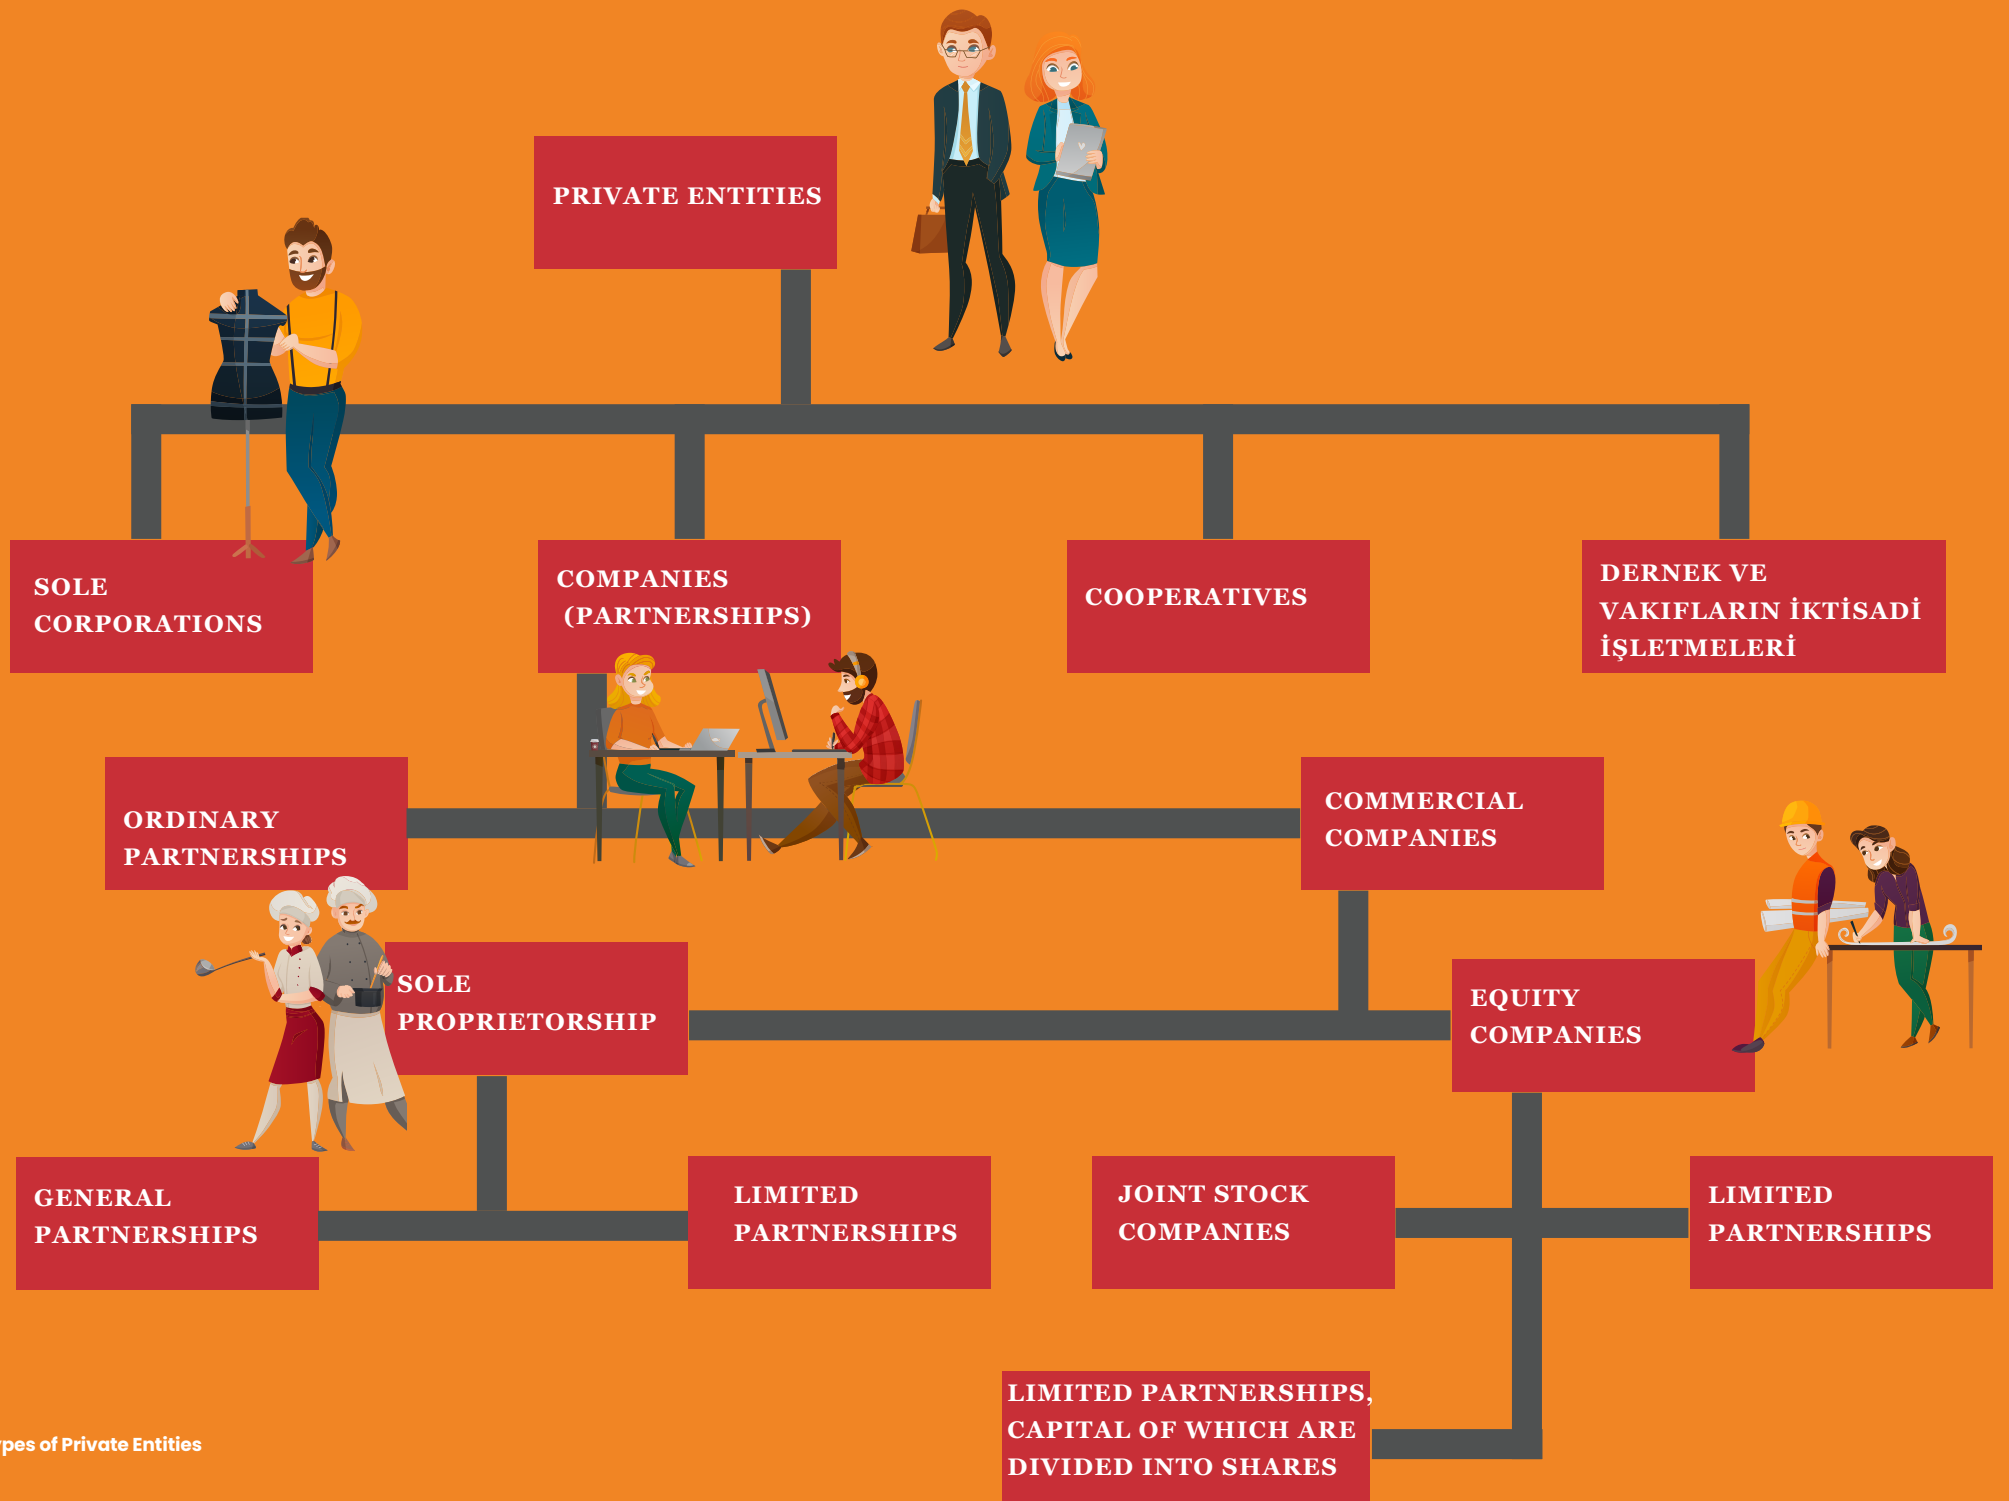 PRIVATE ENTITIES
SOLE
CORPORATIONS
COMPANIES
(PARTNERSHIPS)
COOPERATIVES
DERNEK VE
VAKIFLARIN İKTİSADİ
İŞLETMELERİ
ORDINARY
PARTNERSHIPS
COMMERCIAL
COMPANIES
SOLE
PROPRIETORSHIP
EQUITY
COMPANIES
GENERAL
PARTNERSHIPS
LIMITED
PARTNERSHIPS
JOINT STOCK
COMPANIES
LIMITED
PARTNERSHIPS
LIMITED PARTNERSHIPS,
CAPITAL OF WHICH ARE
DIVIDED INTO SHARES
of Private Entities